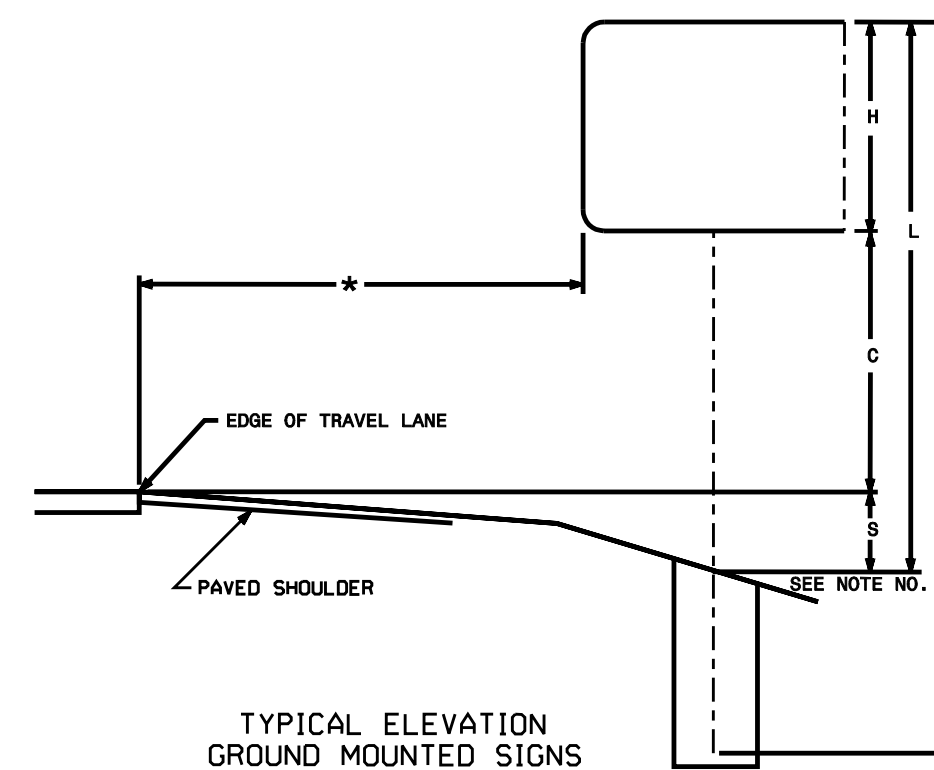 H
L
*
C
EDGE OF TRAVEL LANE
S
SEE NOTE NO.
PAVED SHOULDER
TYPICAL ELEVATION
GROUND MOUNTED SIGNS